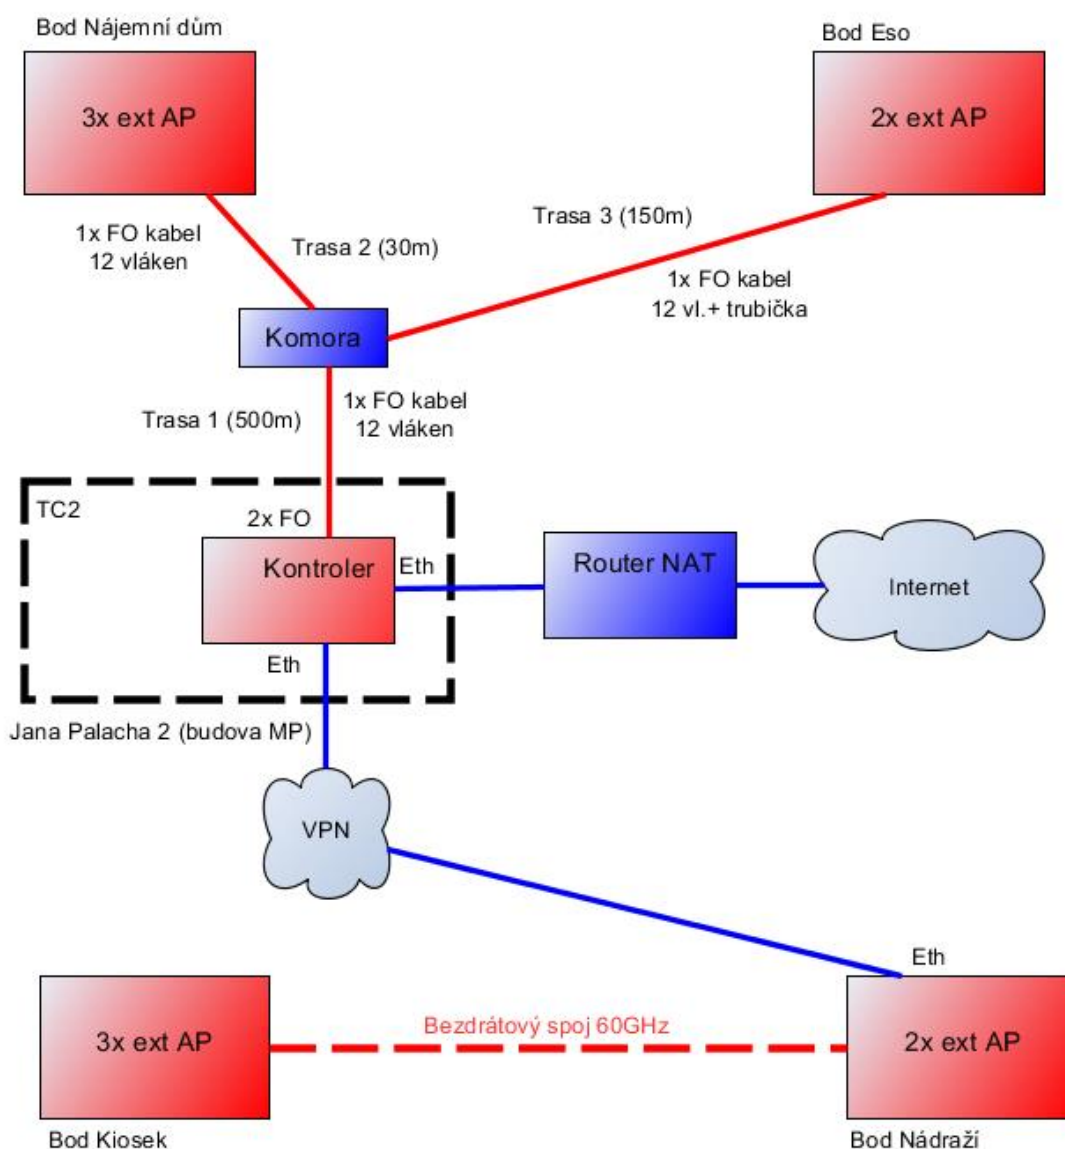 Bod Nájemní dům
Bod Eso
3x ext AP
2x ext AP
1x FO kabel
12 vláken
Trasa 2 (30m)
Trasa 3 (150m)
1x FO kabel
12 vl.+ trubička
Komora
Trasa 1 (500m)
1x FO kabel
12 vláken
TC2
2x FO
Kontroler
Eth
Router NAT
Internet
Eth
Jana Palacha 2 (budova MP)
VPN
Eth
3x ext AP
Bezdrátový spoj 60GHz
2x ext AP
Bod Kiosek
Bod Nádraží